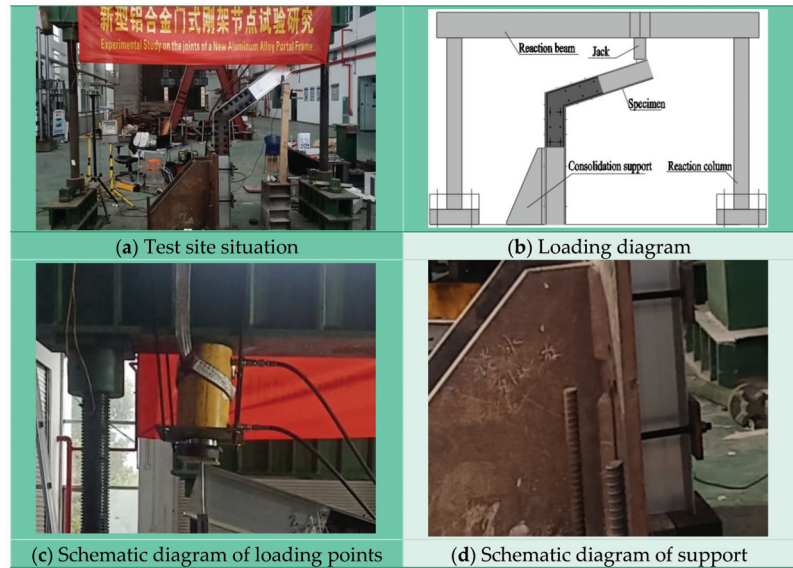 新型铝合金门式刚架节点试验研究
Experimental Study on the joints of a New Aluminum Alloy Portal Frame
Reaction beam
Jack
Specimen
Consolidation support
Reaction column
(a) Test site situation
(b) Loading diagram
(c) Schematic diagram of loading points
(d) Schematic diagram of support